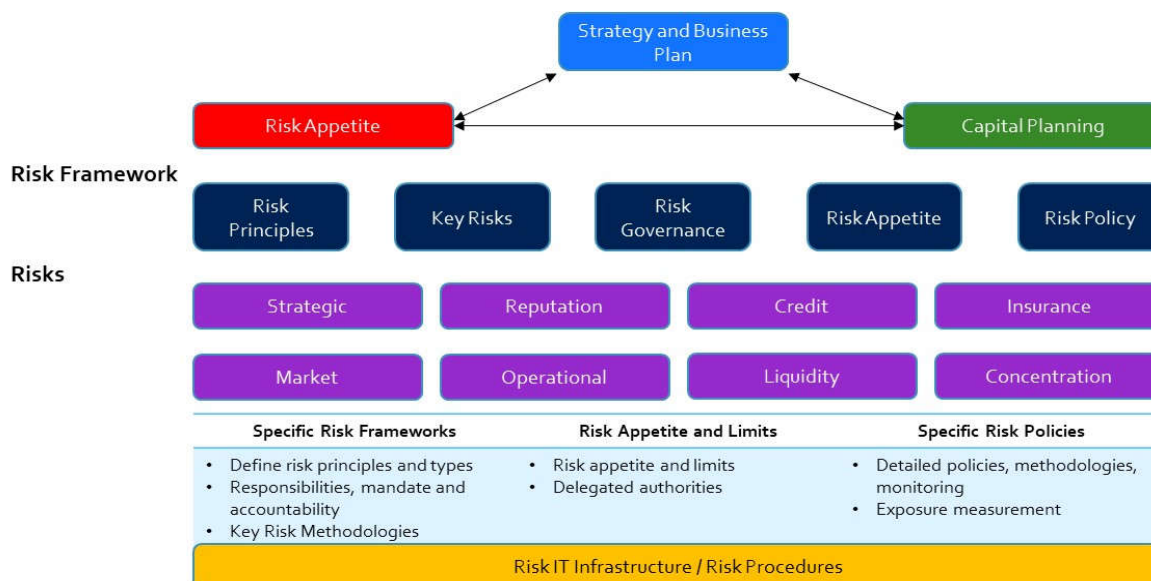 Strategy and Business
Plan
Risk Appetite
Capital Planning
Risk Framework
Risk
Principles
Key Risks
Risk
Governance
Risk Appetite
Risk Policy
Risks
Strategic
Reputation
Credit
Insurance
Market
Operational
Liquidity
Concentration
Specific Risk Frameworks
• Define risk principles and types
• Responsibilities, mandate and
accountability
• Key Risk Methodologies
Risk Appetite and Limits
• Risk appetite and limits
• Delegated authorities
Specific Risk Policies
• Detailed policies, methodologies,
monitoring
• Exposure measurement
Risk IT Infrastructure / Risk Procedures